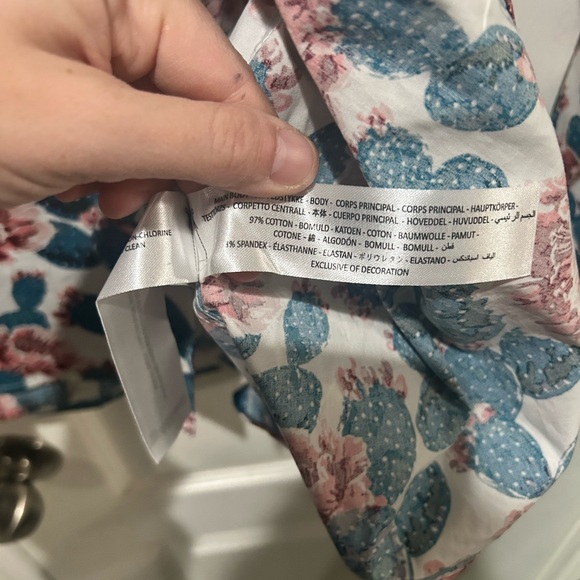 BODY - CORPS PRINCIPAL - CORPS PRINCIPAL - HAUPTKÖRPER -
CORPETTO CENTRALL - 本体 - CUERPO PRINCIPAL - HOVEDDEL - HUVUDDEL - الجسم الرئيسي
97% COTTON - BOMULD - KATOEN - COTON - BAUMWOLLE - PAMUT -
COTONE - 綿 - ALGODÓN - BOMULL - BOMULL - قطن
3% SPANDEX - ÉLASTHANNE - ELASTAN - ポリウレタン - ELASTANO - الياف اسباندكس
EXCLUSIVE OF DECORATION
CHLORINE
CLEAN